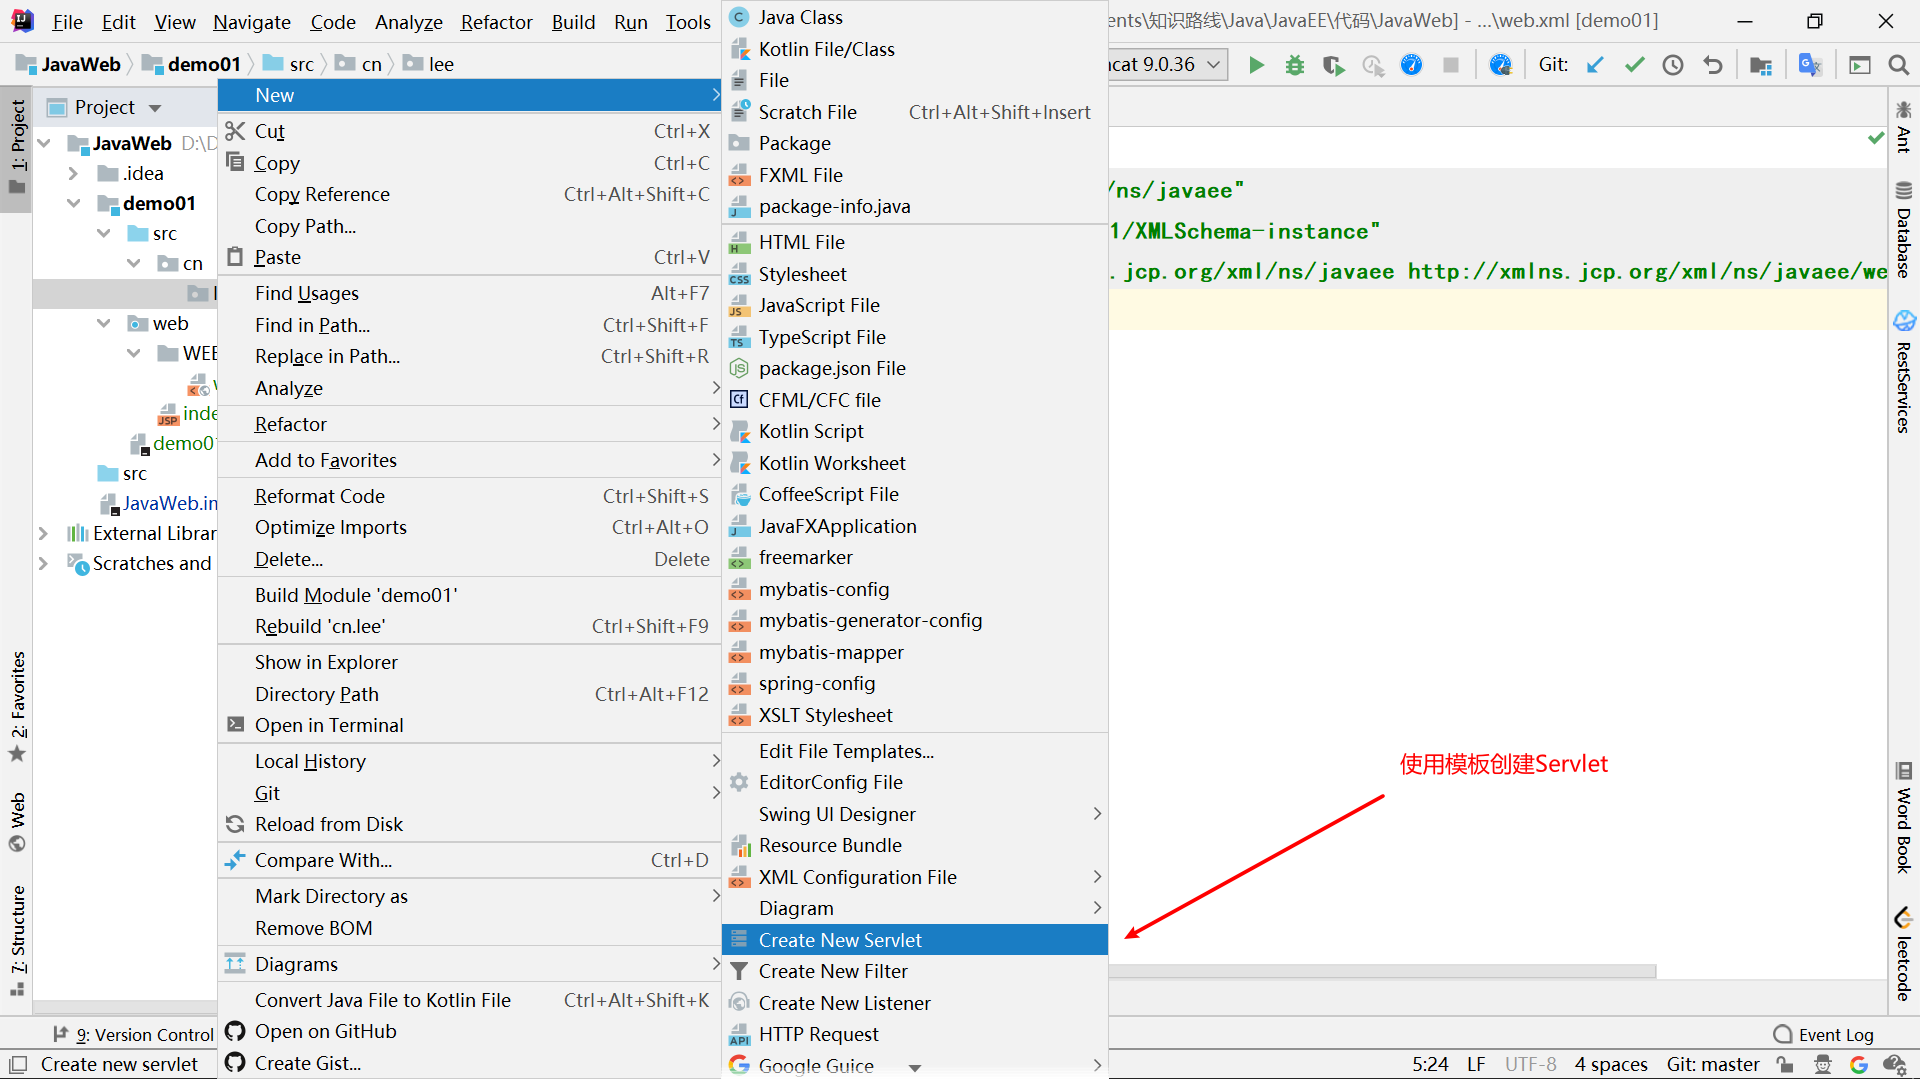 File Edit View Navigate Code Analyze Refactor Build Run Tools
ents\知识路线\Java\JavaEE\代码\JavaWeb] - ...\web.xml [demo01]
JavaWeb demo01 src cn lee
cat 9.0.36
Git:
1: Project
2: Favorites
Web
7: Structure
Project
JavaWeb D:\D
.idea
demo01
src
cn
l
web
WEB
inde
demo01
src
JavaWeb.im
External Librar
Scratches and
New
Cut Ctrl+X
Copy Ctrl+C
Copy Reference Ctrl+Alt+Shift+C
Copy Path...
Paste Ctrl+V
Find Usages Alt+F7
Find in Path... Ctrl+Shift+F
Replace in Path... Ctrl+Shift+R
Analyze
Refactor
Add to Favorites
Reformat Code Ctrl+Shift+S
Optimize Imports Ctrl+Alt+O
Delete... Delete
Build Module 'demo01'
Rebuild 'cn.lee' Ctrl+Shift+F9
Show in Explorer
Directory Path Ctrl+Alt+F12
Open in Terminal
Local History
Git
Reload from Disk
Compare With... Ctrl+D
Mark Directory as
Remove BOM
Diagrams
Convert Java File to Kotlin File Ctrl+Alt+Shift+K
Open on GitHub
Create Gist...
Java Class
Kotlin File/Class
File
Scratch File Ctrl+Alt+Shift+Insert
Package
FXML File
package-info.java
HTML File
Stylesheet
JavaScript File
TypeScript File
package.json File
CFML/CFC file
Kotlin Script
Kotlin Worksheet
CoffeeScript File
JavaFXApplication
freemarker
mybatis-config
mybatis-generator-config
mybatis-mapper
spring-config
XSLT Stylesheet
Edit File Templates...
EditorConfig File
Swing UI Designer
Resource Bundle
XML Configuration File
Diagram
Create New Servlet
Create New Filter
Create New Listener
HTTP Request
Google Guice
/ns/javaee"
1/XMLSchema-instance"
.jcp.org/xml/ns/javaee http://xmlns.jcp.org/xml/ns/javaee/we
使用模板创建Servlet
Ant
Database
RestServices
Word Book
leetcode
9: Version Control
Event Log
Create new servlet
5:24 LF UTF-8 4 spaces Git: master